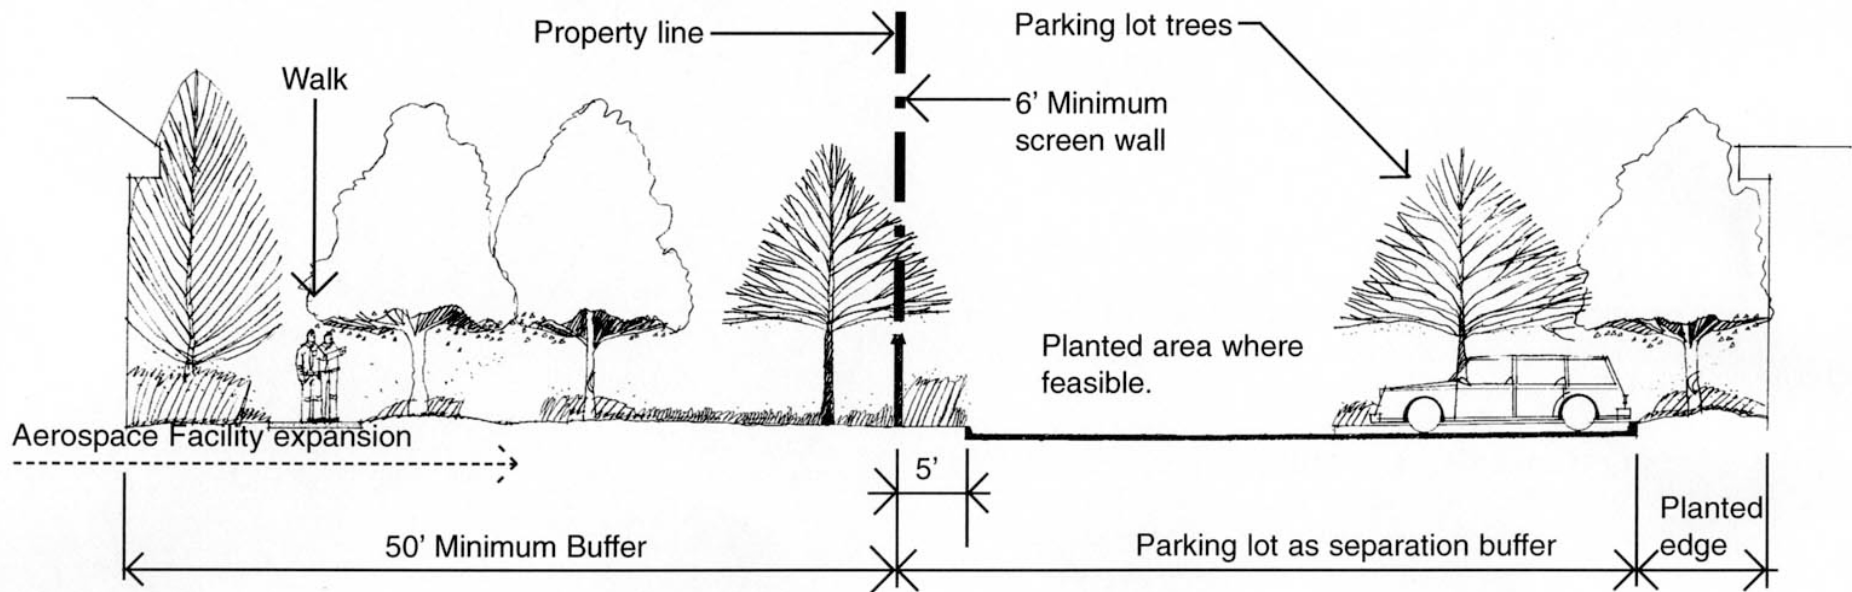 Property line
Parking lot trees
Walk
6' Minimum
screen wall
Planted area where
feasible.
Aerospace Facility expansion
5'
Planted
edge
50' Minimum Buffer
Parking lot as separation buffer